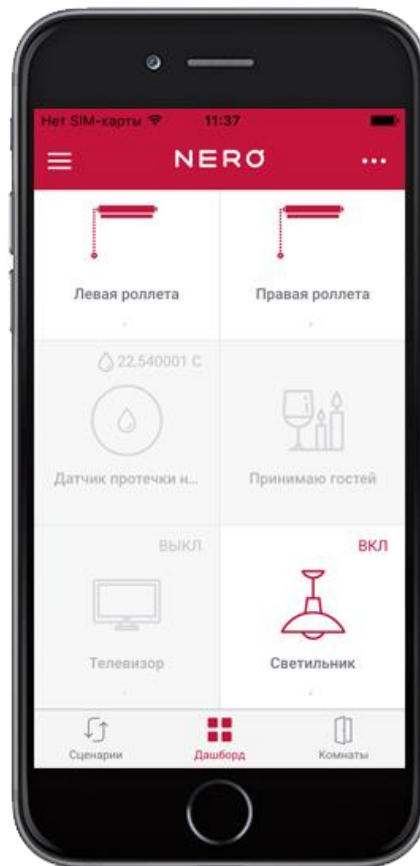 Нет SIM-карты 11:37
NERO
Левая роллета Правая роллета
22.540001 C
Датчик протечки н... Принимаю гостей
ВЫКЛ ВКЛ
Телевизор Светильник
Сценарии Дашборд Комнаты